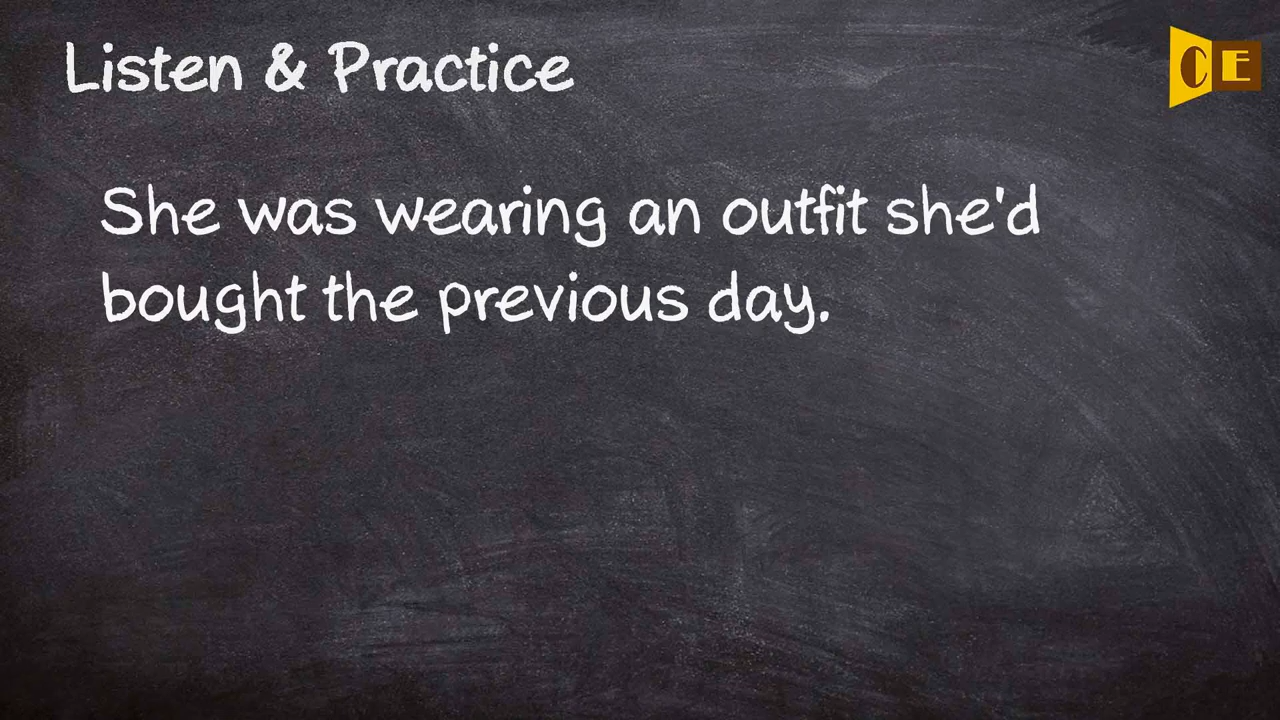 Listen & Practice
CE
She was wearing an outfit she'd
bought the previous day.